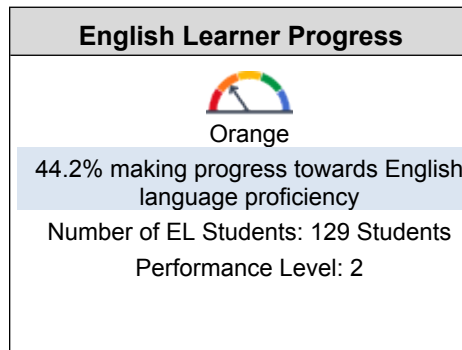 English Learner Progress
Orange
44.2% making progress towards English
language proficiency
Number of EL Students: 129 Students
Performance Level: 2